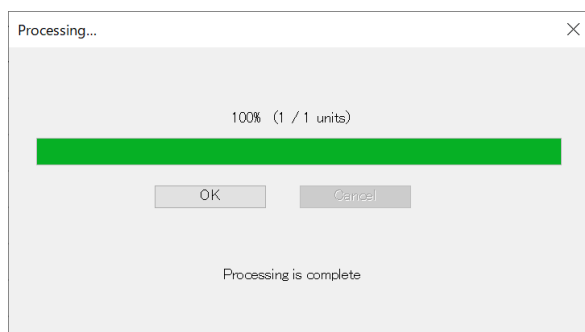 Processing...
100% (1 / 1 units)
OK
Cancel
Processing is complete